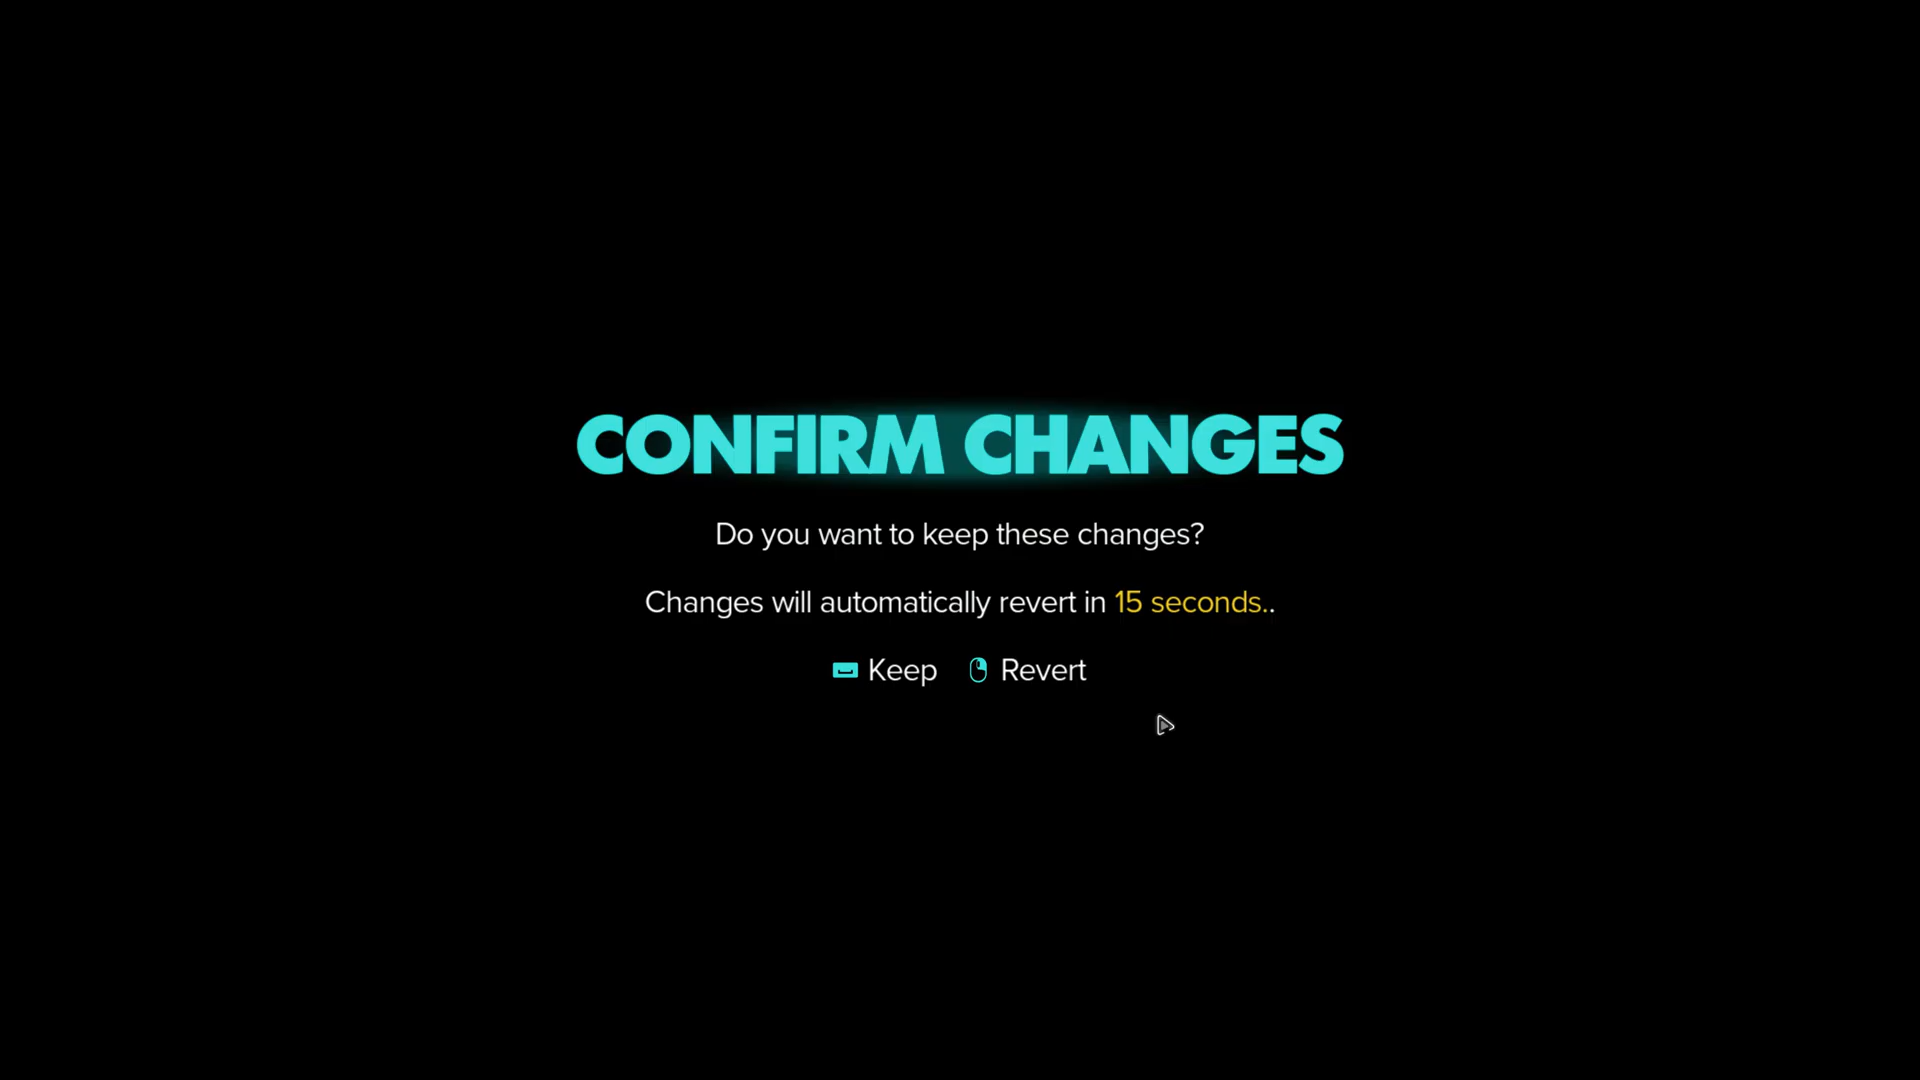 CONFIRM CHANGES
Do you want to keep these changes?
Changes will automatically revert in 15 seconds..
Keep Revert